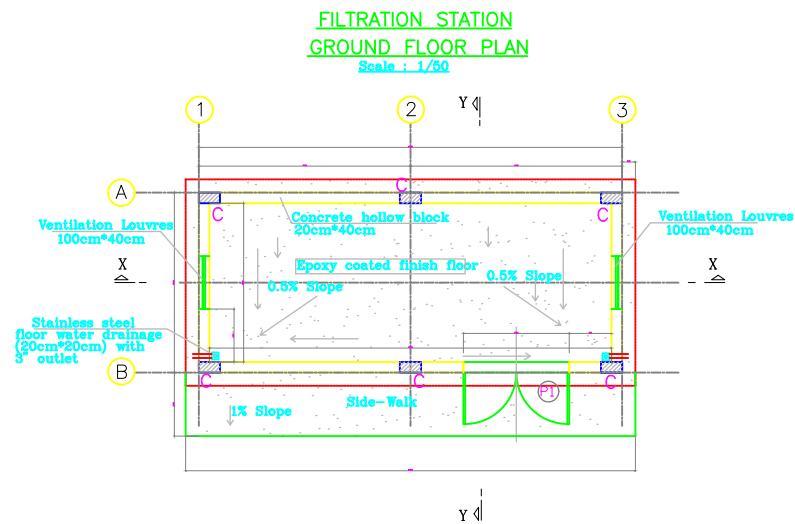 FILTRATION STATION
GROUND FLOOR PLAN
Scale : 1/50
1
2
Y
3
A
C
C
C
Ventilation Louvres
100cm*40cm
Concrete hollow block
20cm*40cm
Ventilation Louvres
100cm*40cm
X
Epoxy coated finish floor
X
0.5% Slope
0.5% Slope
Stainless steel
floor water drainage
(20cm*20cm) with
3" outlet
B
C
C
C
P1
1% Slope
Side-Walk
Y